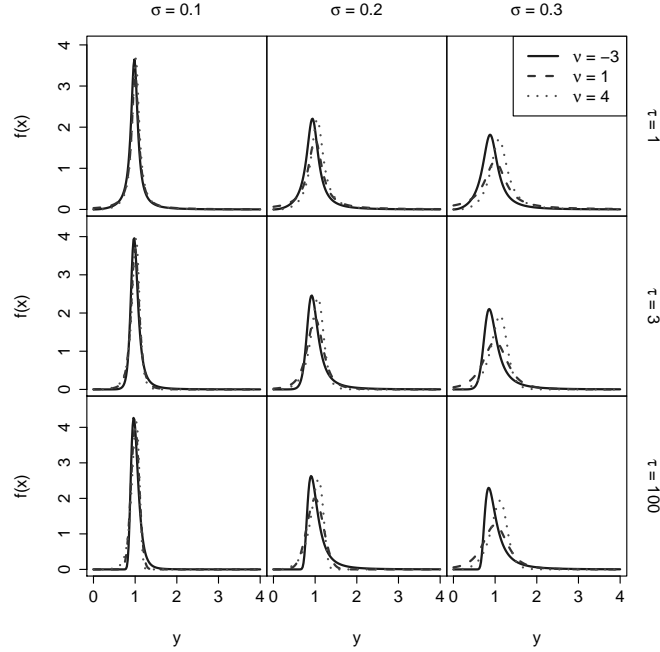 σ = 0.1 σ = 0.2 σ = 0.3
ν = −3
ν = 1
ν = 4
f(x)
4
3
2
1
0
τ = 1
f(x)
4
3
2
1
0
τ = 3
f(x)
4
3
2
1
0
τ = 100
0 1 2 3 4 0 1 2 3 4 0 1 2 3 4
y y y